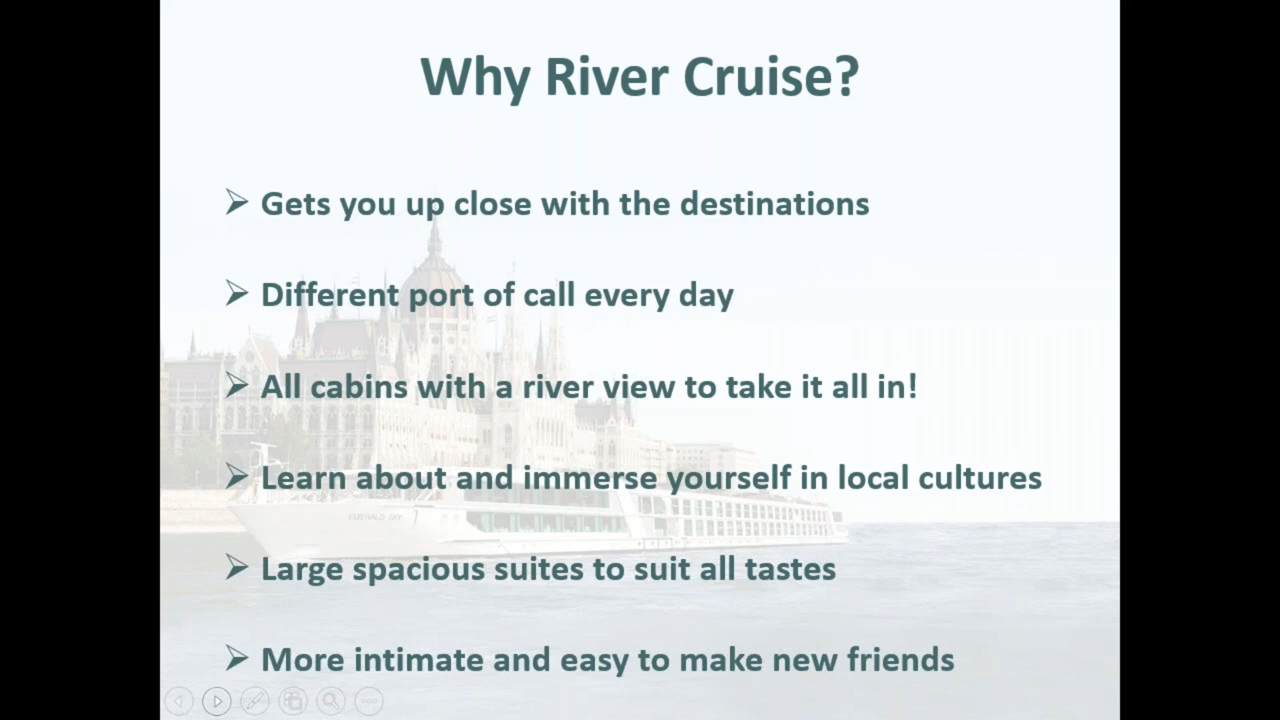 Why River Cruise?
Gets you up close with the destinations
Different port of call every day
All cabins with a river view to take it all in!
Learn about and immerse yourself in local cultures
EMERALD SKY
Large spacious suites to suit all tastes
More intimate and easy to make new friends